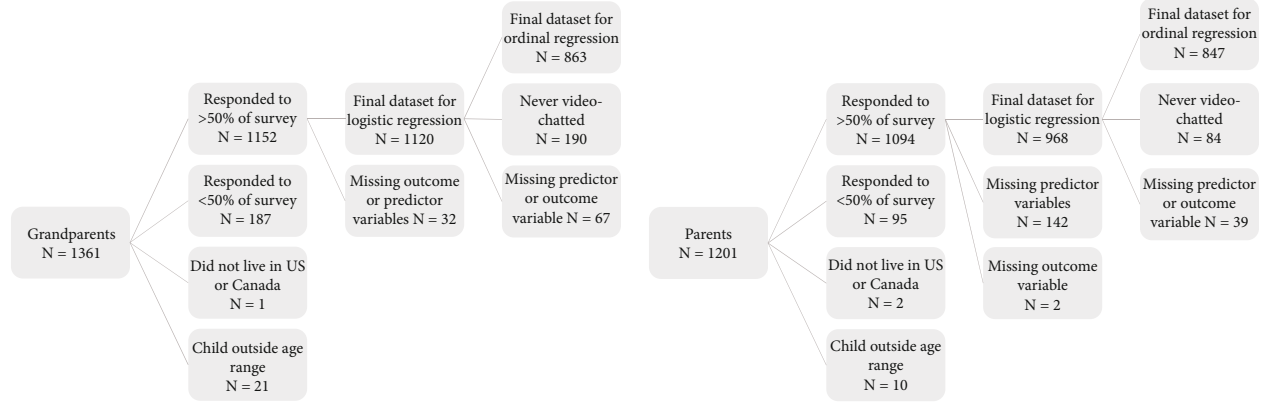 Grandparents
N = 1361
Responded to
>50% of survey
N = 1152
Responded to
<50% of survey
N = 187
Did not live in US
or Canada
N = 1
Child outside age
range
N = 21
Final dataset for
logistic regression
N = 1120
Missing outcome
or predictor
variables N = 32
Final dataset for
ordinal regression
N = 863
Never video-
chatted
N = 190
Missing predictor
or outcome
variable N = 67
Parents
N = 1201
Responded to
>50% of survey
N = 1094
Responded to
<50% of survey
N = 95
Did not live in US
or Canada
N = 2
Child outside age
range
N = 10
Final dataset for
logistic regression
N = 968
Missing predictor
variables
N = 142
Missing outcome
variable
N = 2
Final dataset for
ordinal regression
N = 847
Never video-
chatted
N = 84
Missing predictor
or outcome
variable N = 39